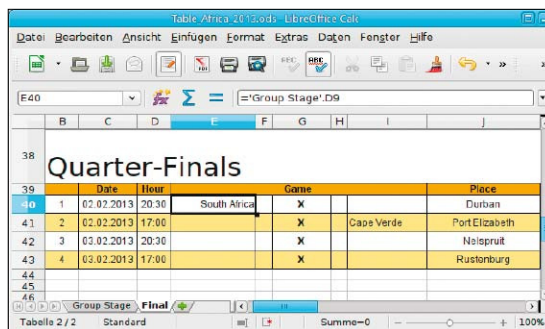 Table_Africa_2013.ods - LibreOffice Calc
Datei Bearbeiten Ansicht Einfügen Format Extras Daten Fenster Hilfe
E40 ='Group Stage'.D9
B C D E F G H I J
38 Quarter-Finals
39 Date Hour Game Place
40 1 02.02.2013 20:30 South Africa X Durban
41 2 02.02.2013 17:00 X Cape Verde Port Elizabeth
42 3 03.02.2013 20:30 X Nelspruit
43 4 03.02.2013 17:00 X Rustenburg
44
45
46
Group Stage Final
Tabelle 2 / 2 Standard Summe=0 100%